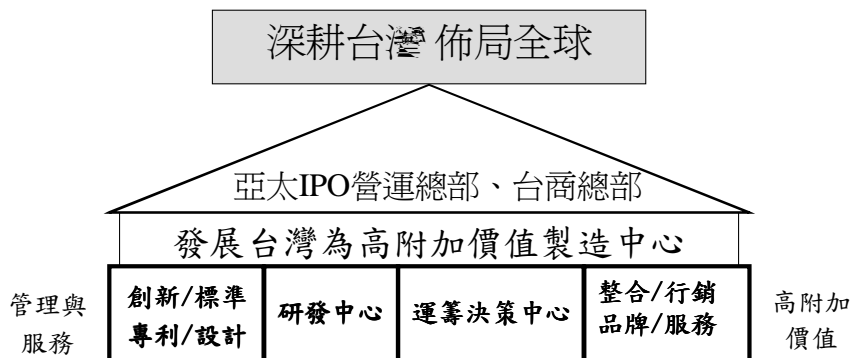 深耕台灣 佈局全球
亞太IPO營運總部、台商總部
發展台灣為高附加價值製造中心
管理與
服務
創新/標準
專利/設計
研發中心
運籌決策中心
整合/行銷
品牌/服務
高附加
價值